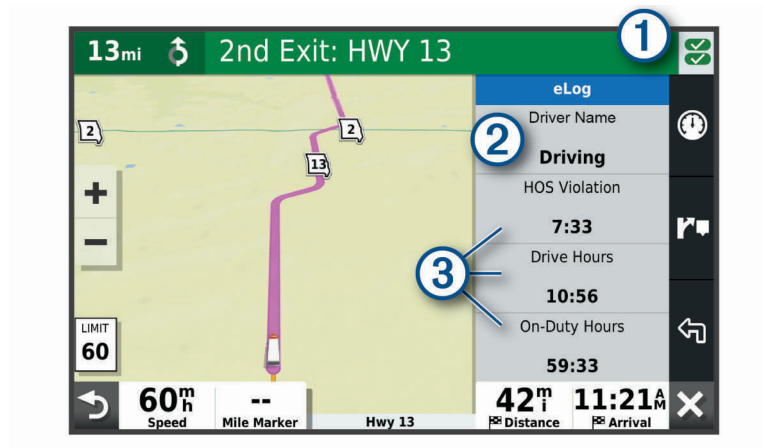 1
13mi 2nd Exit: HWY 13
eLog
Driver Name
2
Driving
2
2
13
HOS Violation
7:33
3
Drive Hours
10:56
On-Duty Hours
59:33
LIMIT
60
60mh
Speed
--
Mile Marker
Hwy 13
42mi
Distance
11:21AM
Arrival